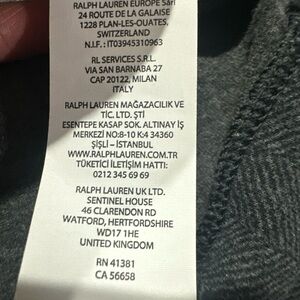 RALPH LAUREN EUROPE Sàrl
24 ROUTE DE LA GALAISE
1228 PLAN-LES-OUATES,
SWITZERLAND
N.I.F.: IT03945310963
RL SERVICES S.R.L.
VIA SAN BARNABA 27
CAP 20122, MILAN
ITALY
RALPH LAUREN MAĞAZACILIK VE
TİC. LTD. ŞTİ
ESENTEPE KASAP SOK. ALTINAY İŞ
MERKEZİ NO:8-10 K:4 34360
ŞİŞLİ – İSTANBUL
WWW.RALPHLAUREN.COM.TR
TÜKETİCİ İLETİŞİM HATTI:
0212 345 69 69
RALPH LAUREN UK LTD.
SENTINEL HOUSE
46 CLARENDON RD
WATFORD, HERTFORDSHIRE
WD17 1HE
UNITED KINGDOM
RN 41381
CA 56658